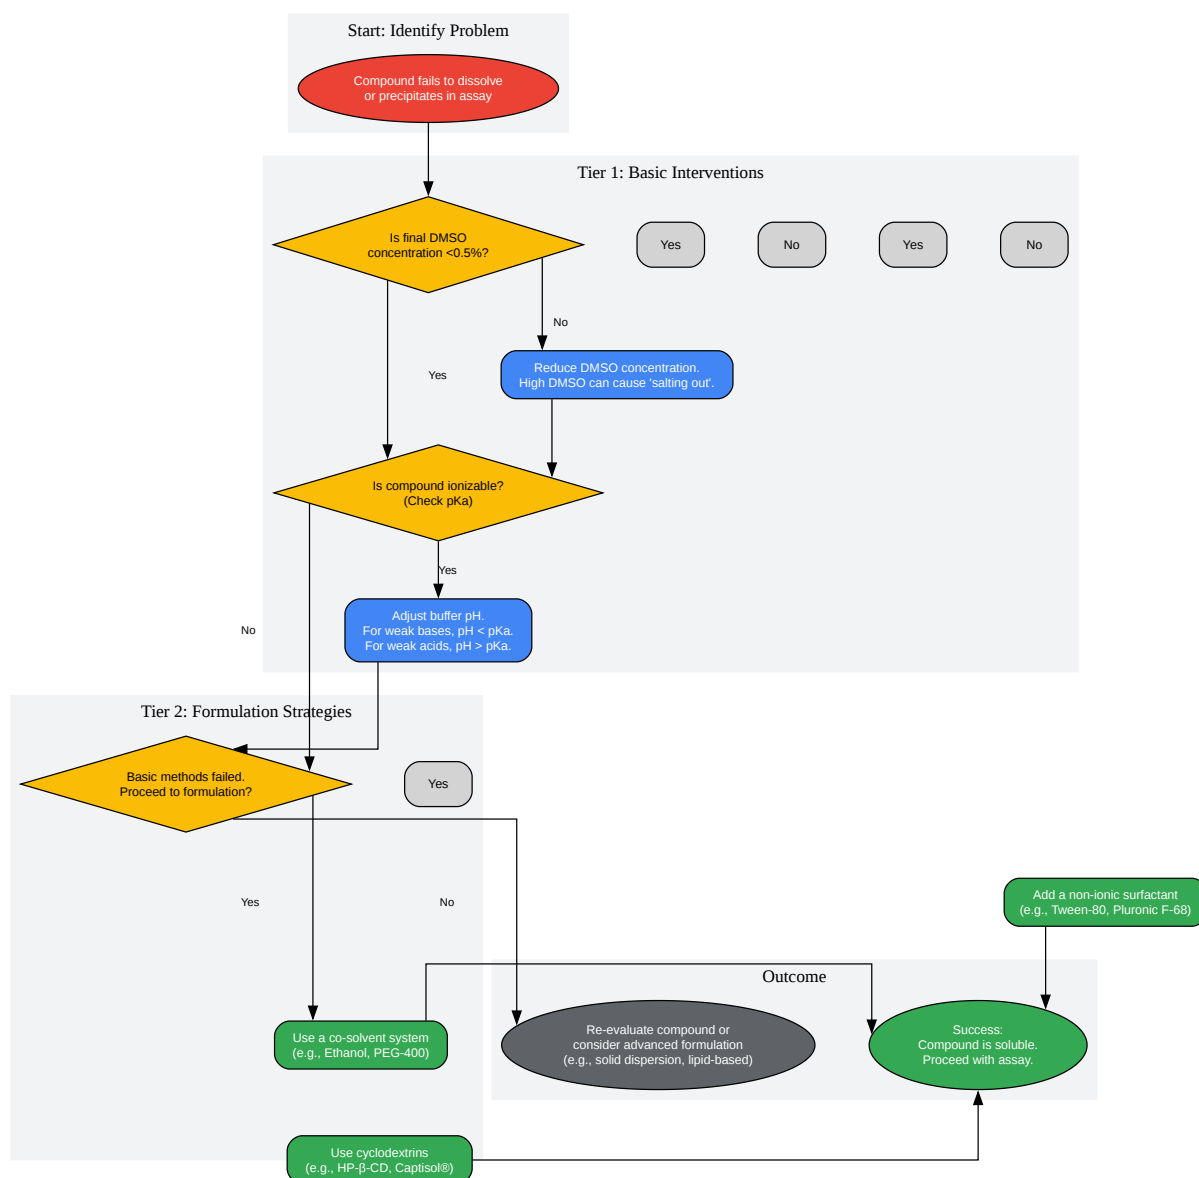 Start: Identify Problem
Compound fails to dissolve
or precipitates in assay
Tier 1: Basic Interventions
Is final DMSO
concentration <0.5%?
Yes
No
Yes
No
No
Reduce DMSO concentration.
High DMSO can cause 'salting out'.
Yes
Is compound ionizable?
(Check pKa)
Yes
Adjust buffer pH.
For weak bases, pH < pKa.
For weak acids, pH > pKa.
No
Tier 2: Formulation Strategies
Basic methods failed.
Proceed to formulation?
Yes
Yes
No
Add a non-ionic surfactant
(e.g., Tween-80, Pluronic F-68)
Outcome
Use a co-solvent system
(e.g., Ethanol, PEG-400)
Re-evaluate compound or
consider advanced formulation
(e.g., solid dispersion, lipid-based)
Success:
Compound is soluble.
Proceed with assay.
Use cyclodextrins
(e.g., HP-β-CD, Captisol®)